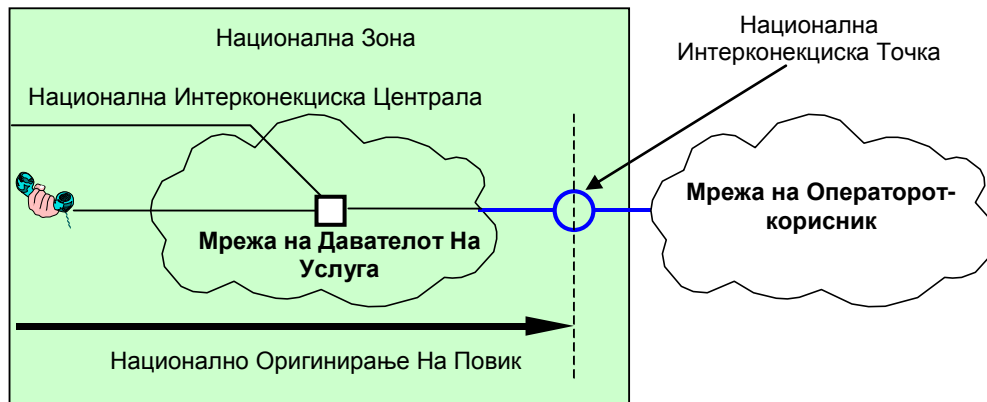 Национална Зона
Национална
Интерконекциска Точка
Национална Интерконекциска Централа
Мрежа на Давателот На
Услуга
Мрежа на Операторот-
корисник
Национално Оригинирање На Повик